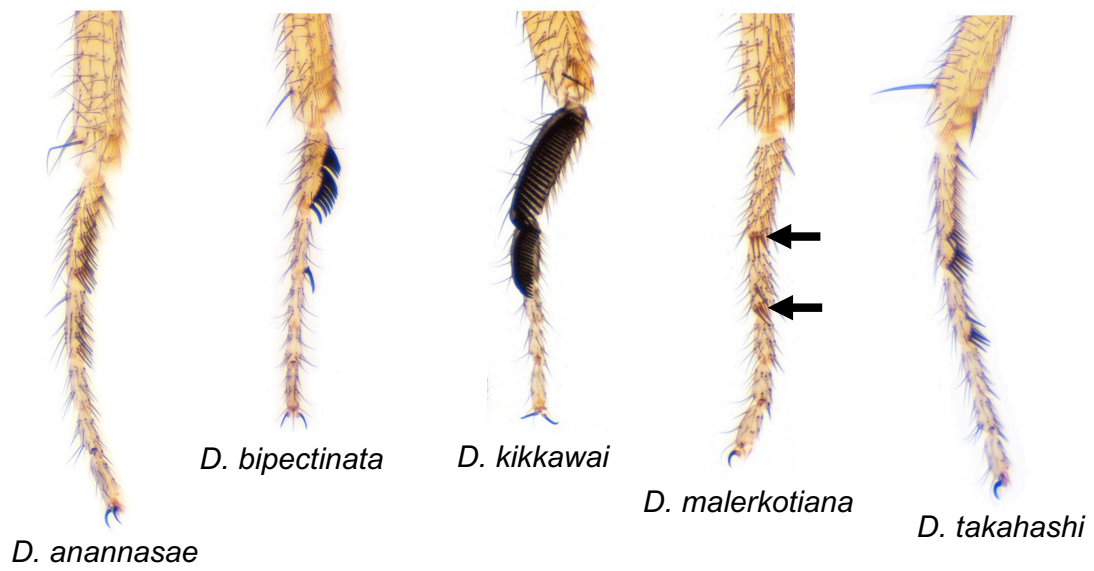 D. bipectinata
D. kikkawai
D. malerkotiana
D. takahashi
D. anannasae